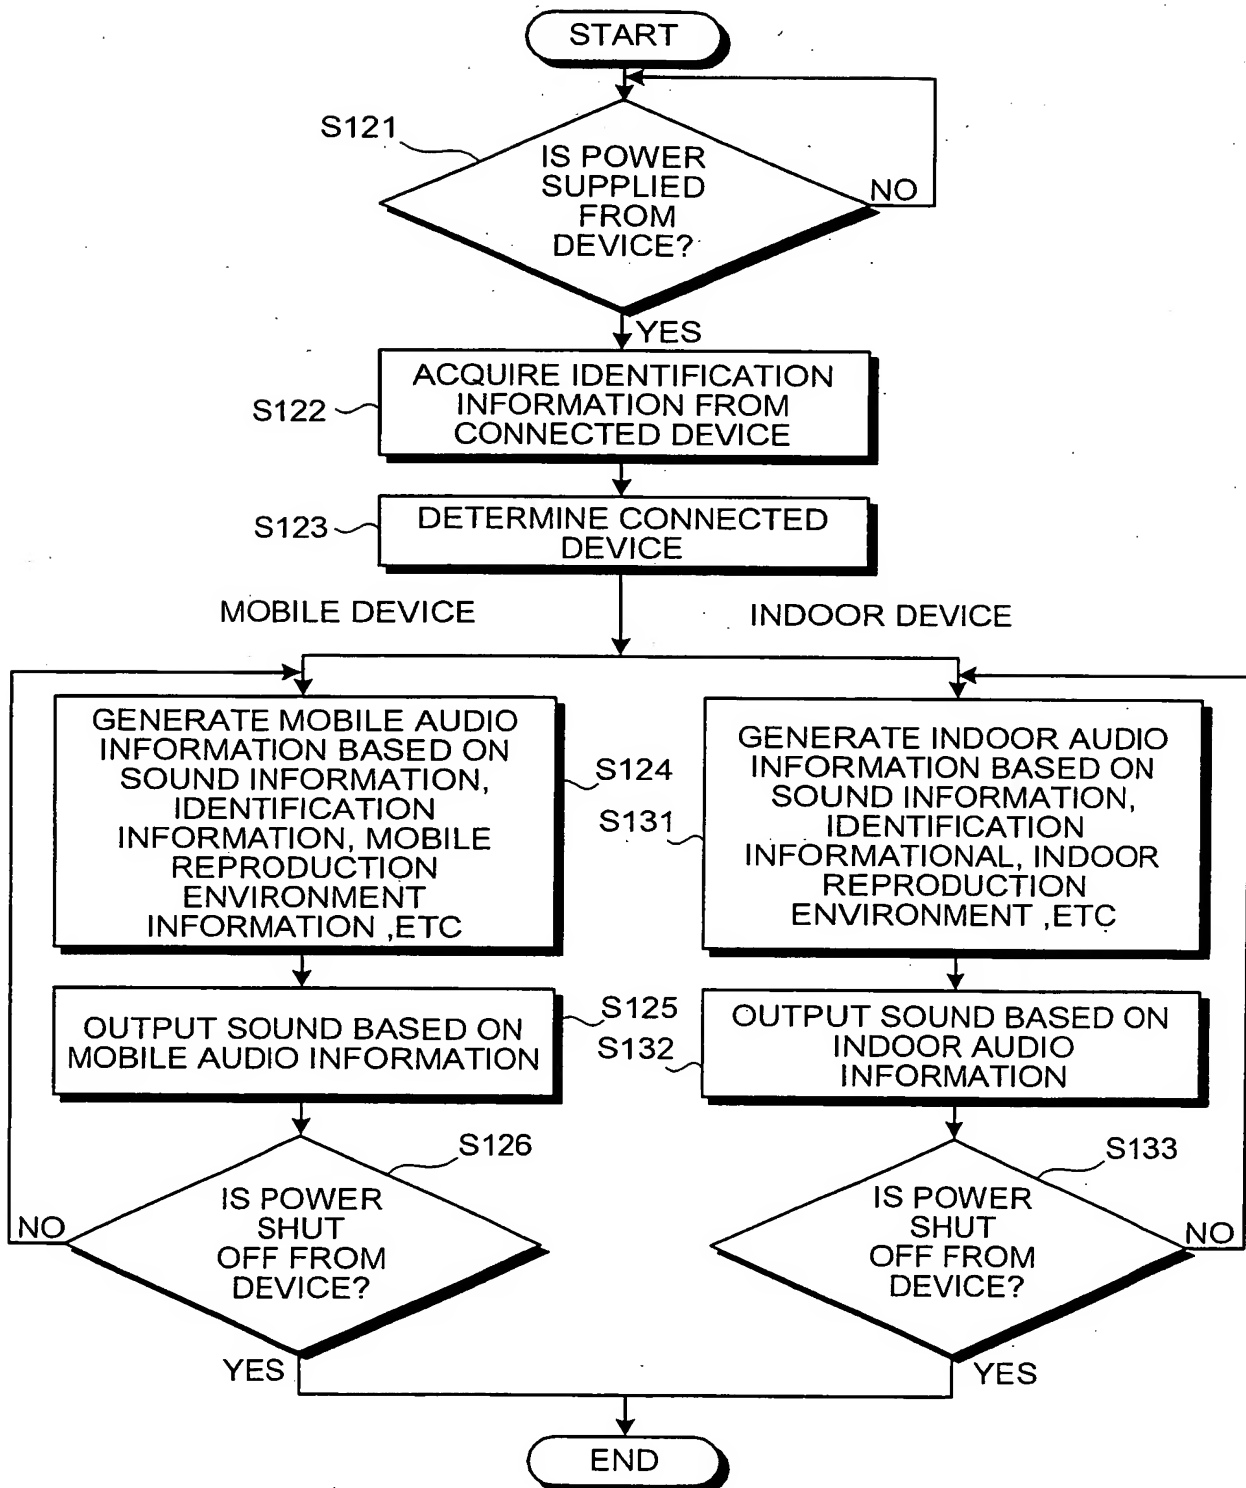 START
S121
IS POWER
SUPPLIED
FROM
DEVICE?
NO
YES
S122
ACQUIRE IDENTIFICATION
INFORMATION FROM
CONNECTED DEVICE
S123
DETERMINE CONNECTED
DEVICE
MOBILE DEVICE
INDOOR DEVICE
GENERATE MOBILE AUDIO
INFORMATION BASED ON
SOUND INFORMATION,
IDENTIFICATION
INFORMATION, MOBILE
REPRODUCTION
ENVIRONMENT
INFORMATION ,ETC
S124
S131
GENERATE INDOOR AUDIO
INFORMATION BASED ON
SOUND INFORMATION,
IDENTIFICATION
INFORMATIONAL, INDOOR
REPRODUCTION
ENVIRONMENT ,ETC
OUTPUT SOUND BASED ON
MOBILE AUDIO INFORMATION
S125
S132
OUTPUT SOUND BASED ON
INDOOR AUDIO
INFORMATION
S126
IS POWER
SHUT
OFF FROM
DEVICE?
NO
YES
S133
IS POWER
SHUT
OFF FROM
DEVICE?
NO
YES
END